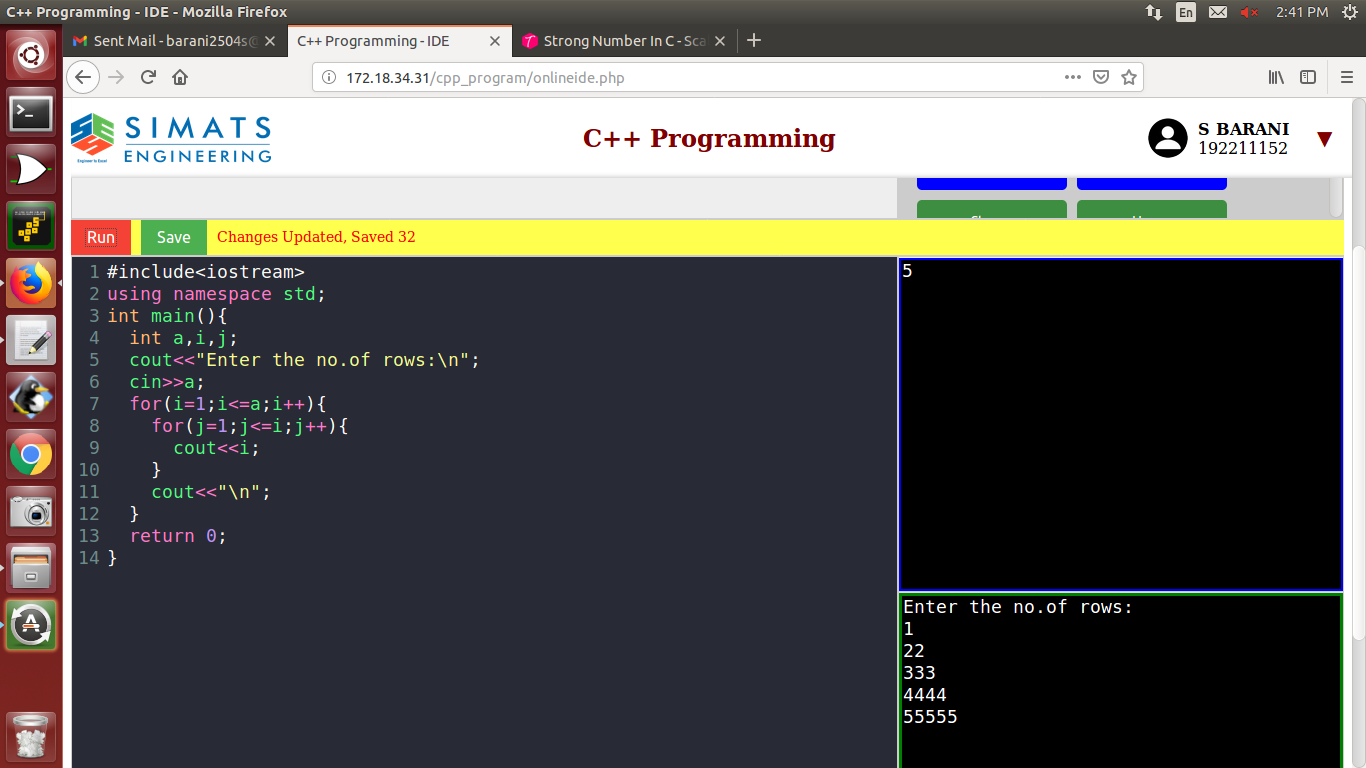 C++ Programming - IDE - Mozilla Firefox
En
2:41 PM
Sent Mail - barani2504s@
C++ Programming - IDE
Strong Number In C - Sca
172.18.34.31/cpp_program/onlineide.php
SIMATS
ENGINEERING
Engineer to Excel
C++ Programming
S BARANI
192211152
Run
Save
Changes Updated, Saved 32
1 #include<iostream>
2 using namespace std;
3 int main(){
4 int a,i,j;
5 cout<<"Enter the no.of rows:\n";
6 cin>>a;
7 for(i=1;i<=a;i++){
8 for(j=1;j<=i;j++){
9 cout<<i;
10 }
11 cout<<"\n";
12 }
13 return 0;
14 }
5
Enter the no.of rows:
1
22
333
4444
55555